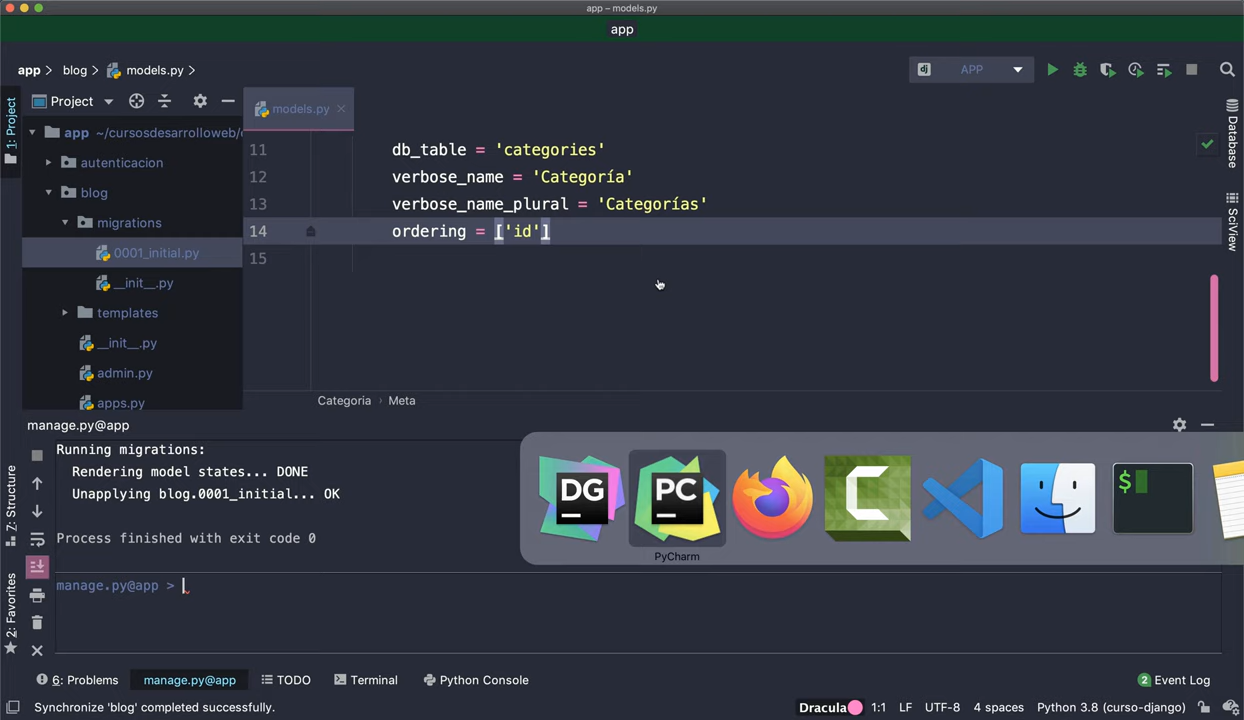 app – models.py
app
app blog models.py
APP
1: Project
Project
models.py
app ~/cursosdesarrolloweb/
autenticacion
blog
migrations
0001_initial.py
__init__.py
templates
__init__.py
admin.py
apps.py
11 db_table = 'categories'
12 verbose_name = 'Categoría'
13 verbose_name_plural = 'Categorías'
14 ordering = ['id']
15
Categoria Meta
Database
SciView
manage.py@app
Running migrations:
Rendering model states... DONE
Unapplying blog.0001_initial... OK
Process finished with exit code 0
manage.py@app >
DG
PC
C
$
PyCharm
Z: Structure
2: Favorites
6: Problems manage.py@app TODO Terminal Python Console 2 Event Log
Synchronize 'blog' completed successfully. Dracula 1:1 LF UTF-8 4 spaces Python 3.8 (curso-django)